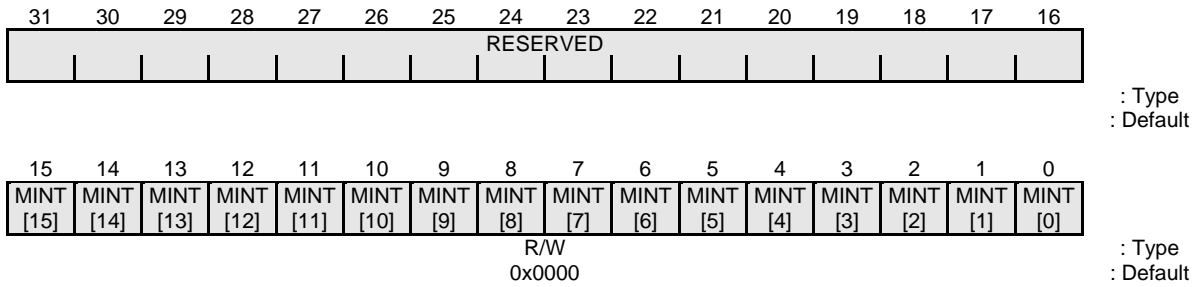 31 30 29 28 27 26 25 24 23 22 21 20 19 18 17 16
RESERVED
: Type
: Default
15 14 13 12 11 10 9 8 7 6 5 4 3 2 1 0
MINT MINT MINT MINT MINT MINT MINT MINT MINT MINT MINT MINT MINT MINT MINT MINT
[15] [14] [13] [12] [11] [10] [9] [8] [7] [6] [5] [4] [3] [2] [1] [0]
R/W : Type
0x0000 : Default